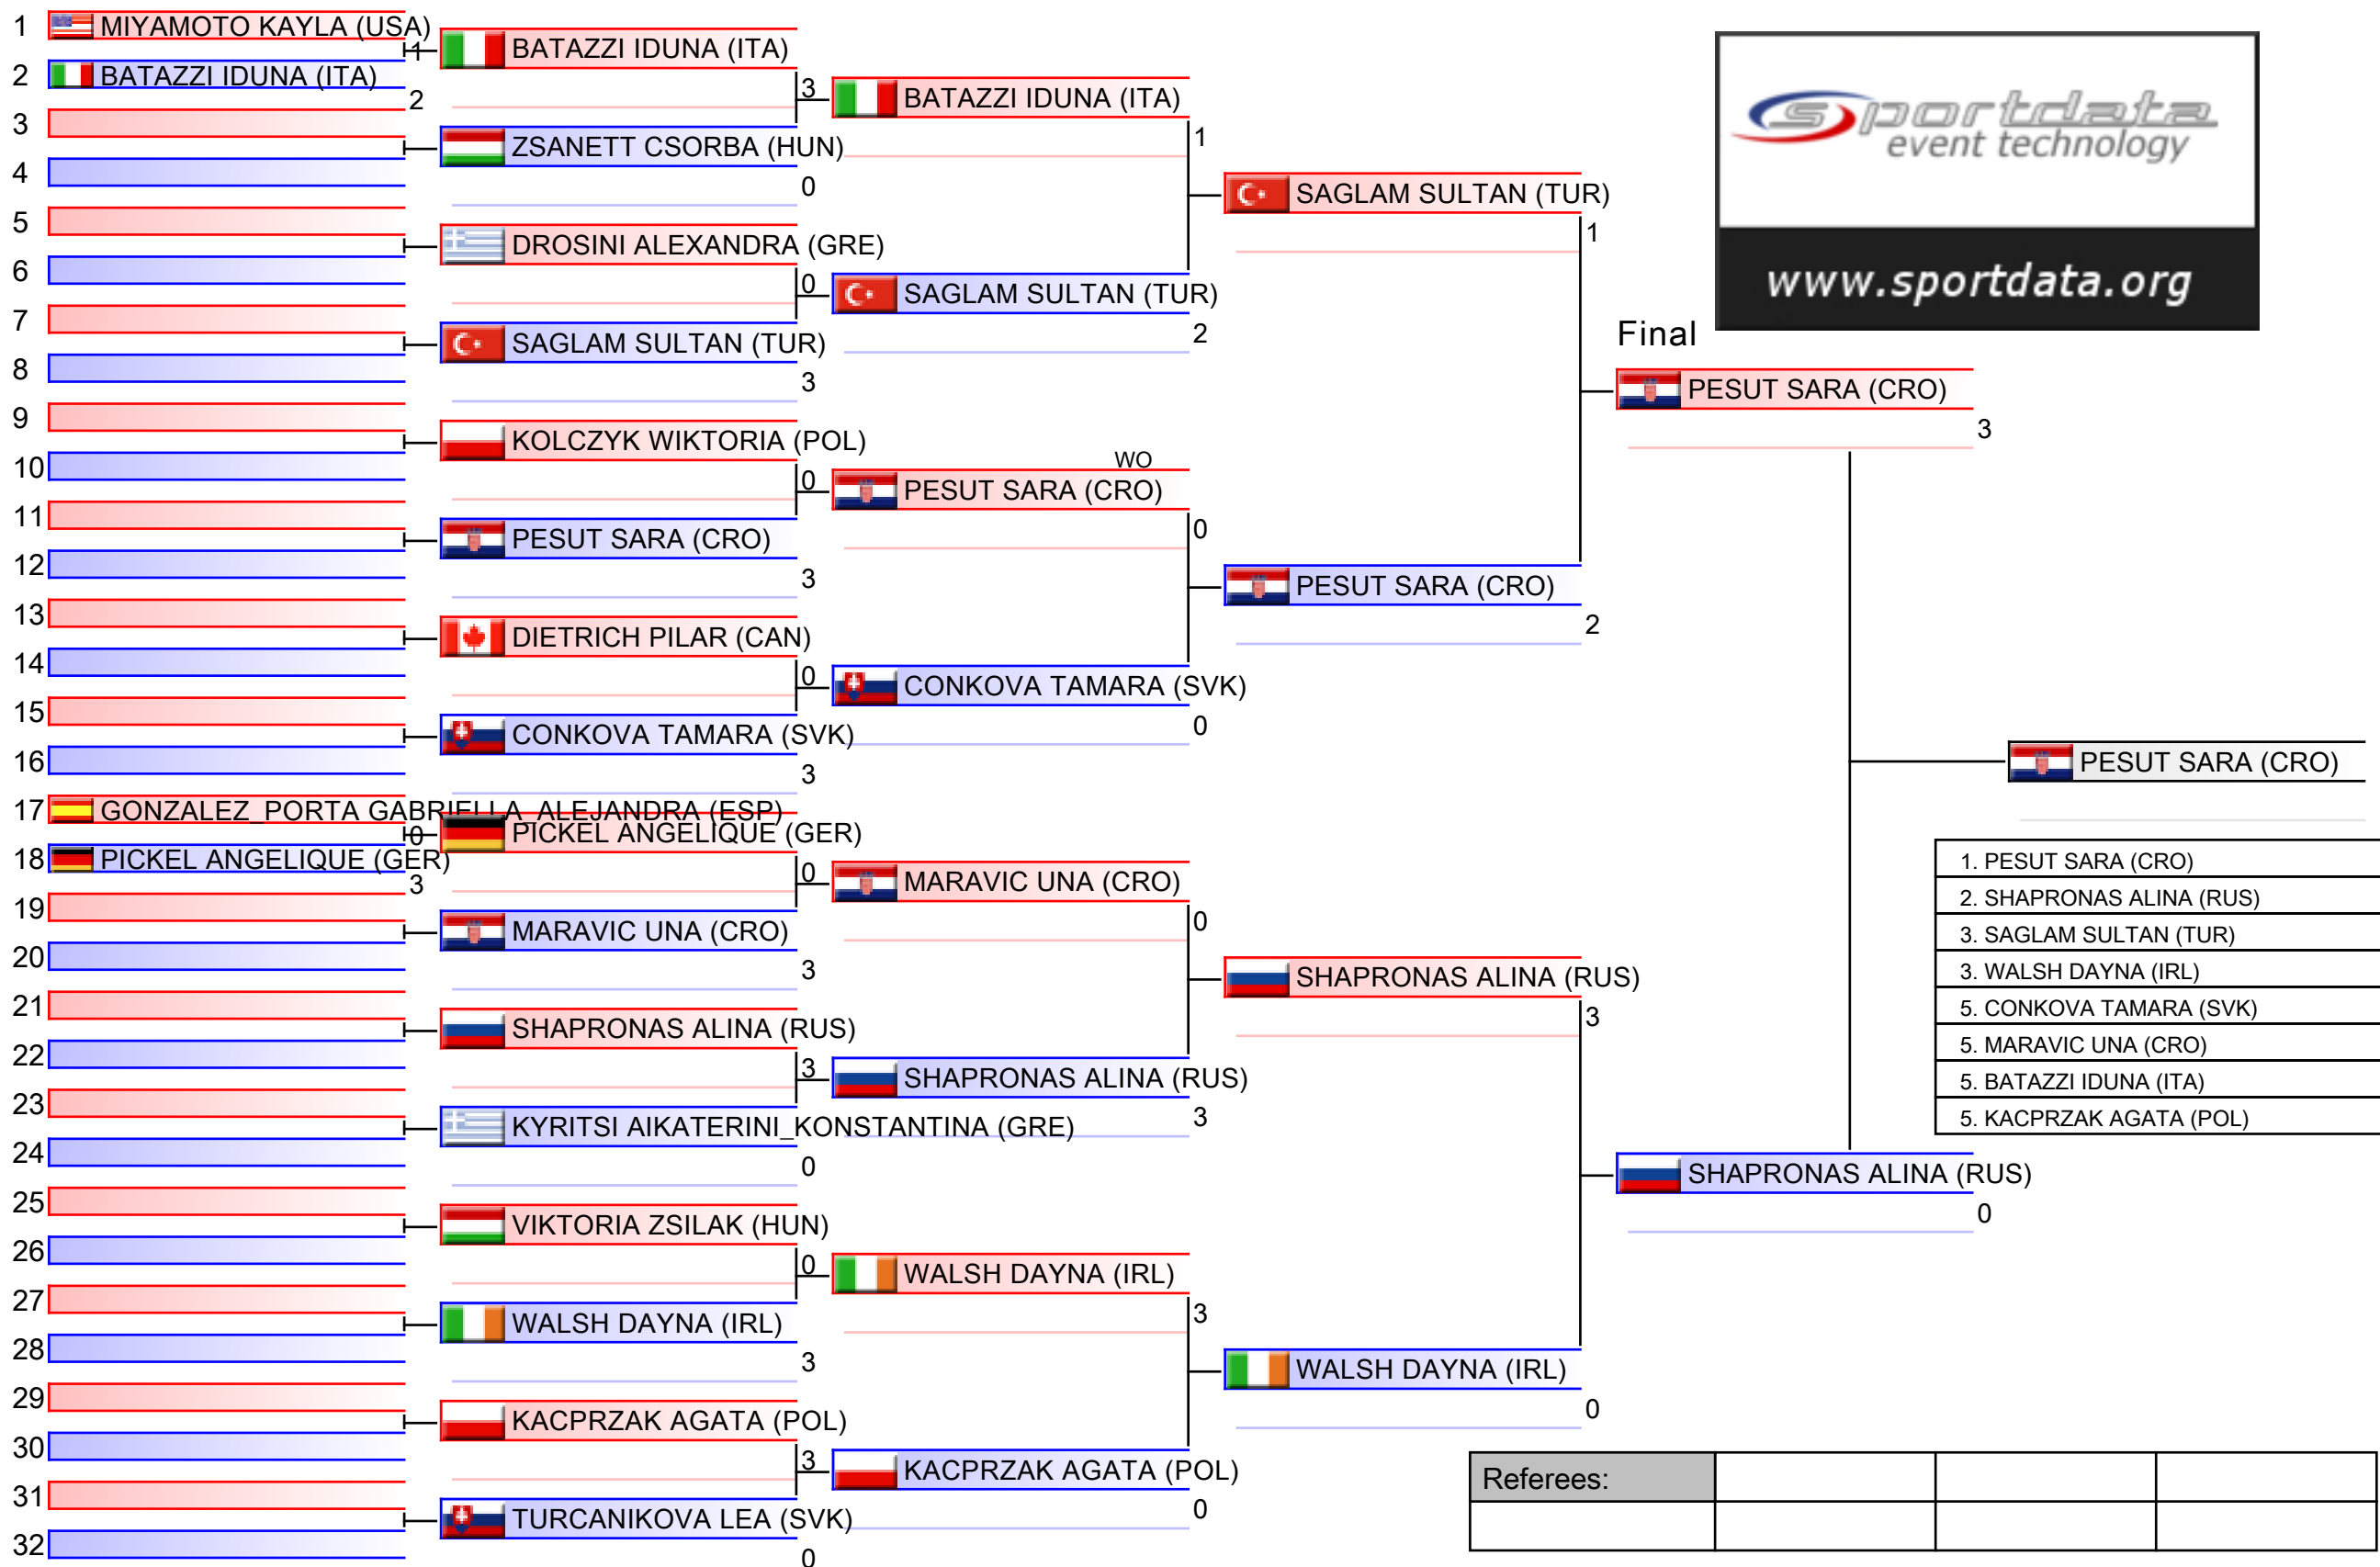 1 MIYAMOTO KAYLA (USA)
1
2 BATAZZI IDUNA (ITA)
2
3
4
5
6
7
8
9
10
11
12
13
14
15
16
17 GONZALEZ_PORTA GABRIELLA_ALEJANDRA (ESP)
0
18 PICKEL ANGELIQUE (GER)
3
19
20
21
22
23
24
25
26
27
28
29
30
31
32
BATAZZI IDUNA (ITA)
3
ZSANETT CSORBA (HUN)
0
DROSINI ALEXANDRA (GRE)
0
SAGLAM SULTAN (TUR)
3
KOLCZYK WIKTORIA (POL)
0
PESUT SARA (CRO)
3
DIETRICH PILAR (CAN)
0
CONKOVA TAMARA (SVK)
3
PICKEL ANGELIQUE (GER)
0
MARAVIC UNA (CRO)
3
SHAPRONAS ALINA (RUS)
3
KYRITSI AIKATERINI_KONSTANTINA (GRE)
0
VIKTORIA ZSILAK (HUN)
0
WALSH DAYNA (IRL)
3
KACPRZAK AGATA (POL)
3
TURCANIKOVA LEA (SVK)
0
BATAZZI IDUNA (ITA)
1
SAGLAM SULTAN (TUR)
2
WO
PESUT SARA (CRO)
0
CONKOVA TAMARA (SVK)
0
MARAVIC UNA (CRO)
0
SHAPRONAS ALINA (RUS)
3
WALSH DAYNA (IRL)
3
KACPRZAK AGATA (POL)
0
SAGLAM SULTAN (TUR)
1
PESUT SARA (CRO)
2
SHAPRONAS ALINA (RUS)
3
WALSH DAYNA (IRL)
0
sportdata
event technology
www.sportdata.org
Final
PESUT SARA (CRO)
3
SHAPRONAS ALINA (RUS)
0
PESUT SARA (CRO)
1. PESUT SARA (CRO)
2. SHAPRONAS ALINA (RUS)
3. SAGLAM SULTAN (TUR)
3. WALSH DAYNA (IRL)
5. CONKOVA TAMARA (SVK)
5. MARAVIC UNA (CRO)
5. BATAZZI IDUNA (ITA)
5. KACPRZAK AGATA (POL)
Referees: